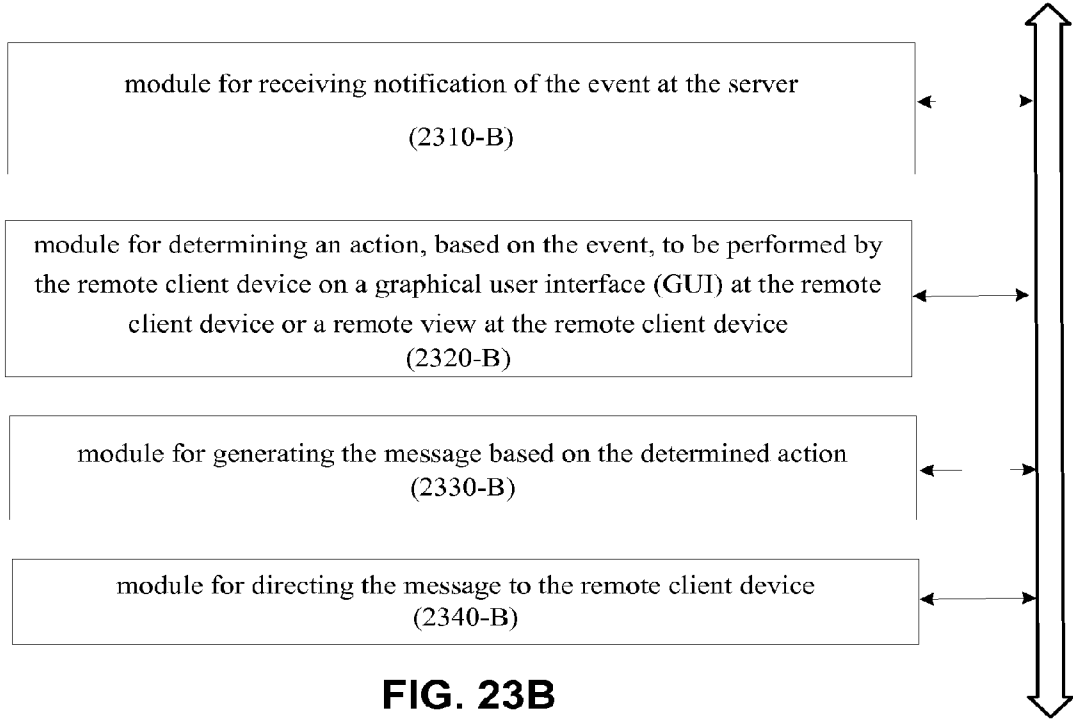 module for receiving notification of the event at the server
(2310-B)
module for determining an action, based on the event, to be performed by
the remote client device on a graphical user interface (GUI) at the remote
client device or a remote view at the remote client device
(2320-B)
module for generating the message based on the determined action
(2330-B)
module for directing the message to the remote client device
(2340-B)
FIG. 23B